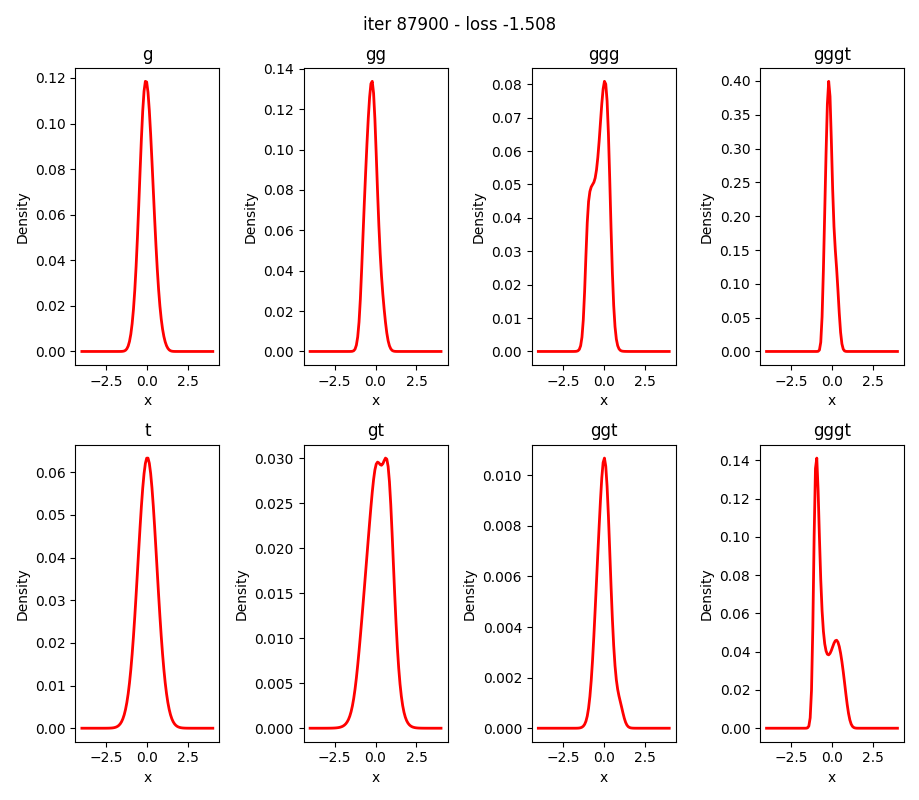 iter 87900 - loss -1.508
g
gg
ggg
gggt
0.12
0.10
0.08
0.06
0.04
0.02
0.00
Density
−2.5 0.0 2.5
x
0.14
0.12
0.10
0.08
0.06
0.04
0.02
0.00
Density
−2.5 0.0 2.5
x
0.08
0.07
0.06
0.05
0.04
0.03
0.02
0.01
0.00
Density
−2.5 0.0 2.5
x
0.40
0.35
0.30
0.25
0.20
0.15
0.10
0.05
0.00
Density
−2.5 0.0 2.5
x
t
gt
ggt
gggt
0.06
0.05
0.04
0.03
0.02
0.01
0.00
Density
−2.5 0.0 2.5
x
0.030
0.025
0.020
0.015
0.010
0.005
0.000
Density
−2.5 0.0 2.5
x
0.010
0.008
0.006
0.004
0.002
0.000
Density
−2.5 0.0 2.5
x
0.14
0.12
0.10
0.08
0.06
0.04
0.02
0.00
Density
−2.5 0.0 2.5
x